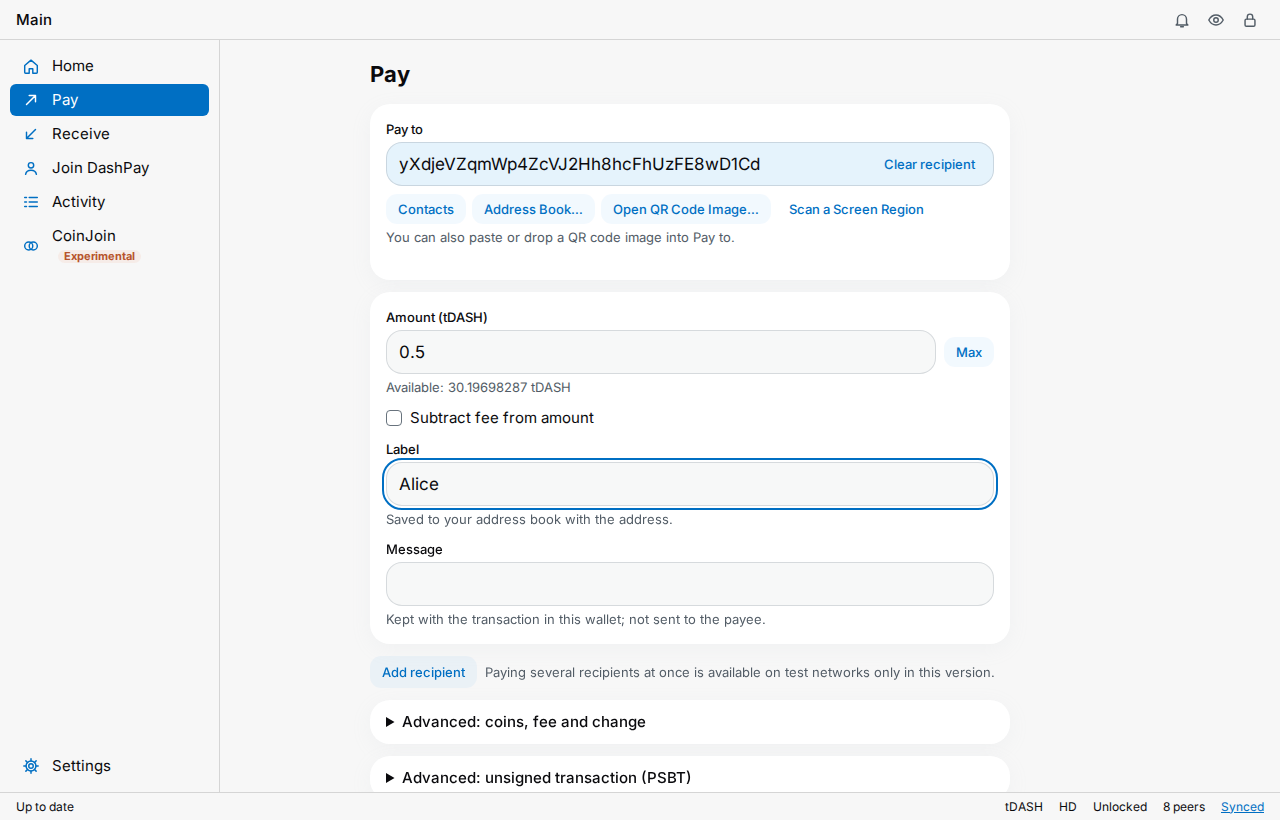 Main
Home
Pay
Receive
Join DashPay
Activity
CoinJoin
Experimental
Settings
Pay
Pay to
yXdjeVZqmWp4ZcVJ2Hh8hcFhUzFE8wD1Cd
Clear recipient
Contacts
Address Book...
Open QR Code Image...
Scan a Screen Region
You can also paste or drop a QR code image into Pay to.
Amount (tDASH)
0.5
Max
Available: 30.19698287 tDASH
Subtract fee from amount
Label
Alice
Saved to your address book with the address.
Message
Kept with the transaction in this wallet; not sent to the payee.
Add recipient
Paying several recipients at once is available on test networks only in this version.
Advanced: coins, fee and change
Advanced: unsigned transaction (PSBT)
Up to date
tDASH
HD
Unlocked
8 peers
Synced